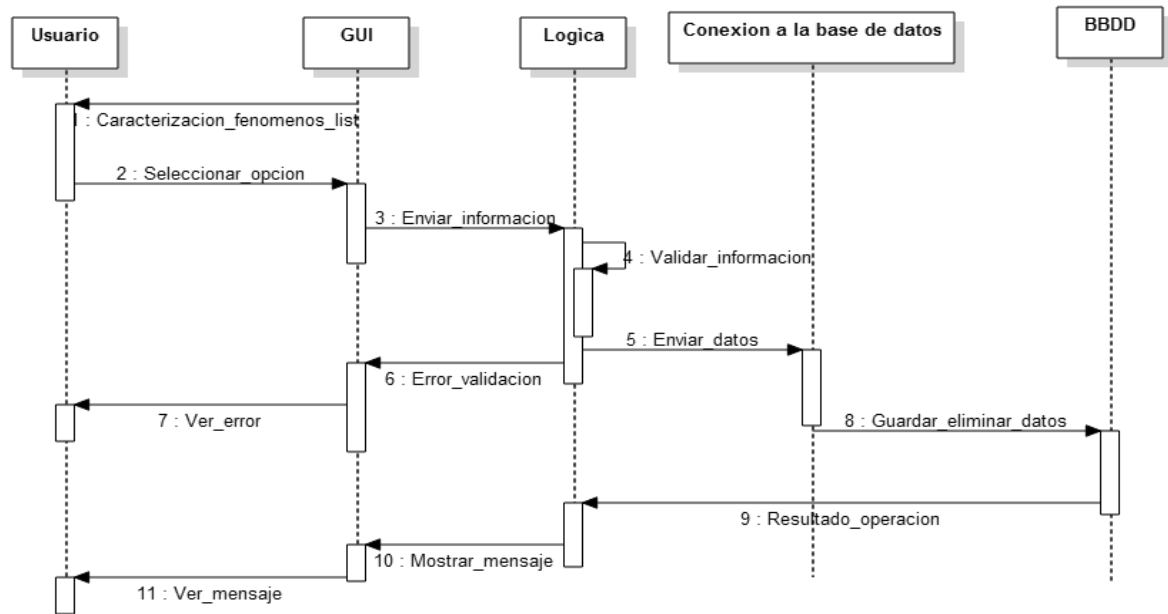 Usuario
GUI
Logìca
Conexion a la base de datos
BBDD
1 : Caracterizacion_fenomenos_list
2 : Seleccionar_opcion
3 : Enviar_informacion
4 : Validar_informacion
5 : Enviar_datos
6 : Error_validacion
7 : Ver_error
8 : Guardar_eliminar_datos
9 : Resultado_operacion
10 : Mostrar_mensaje
11 : Ver_mensaje